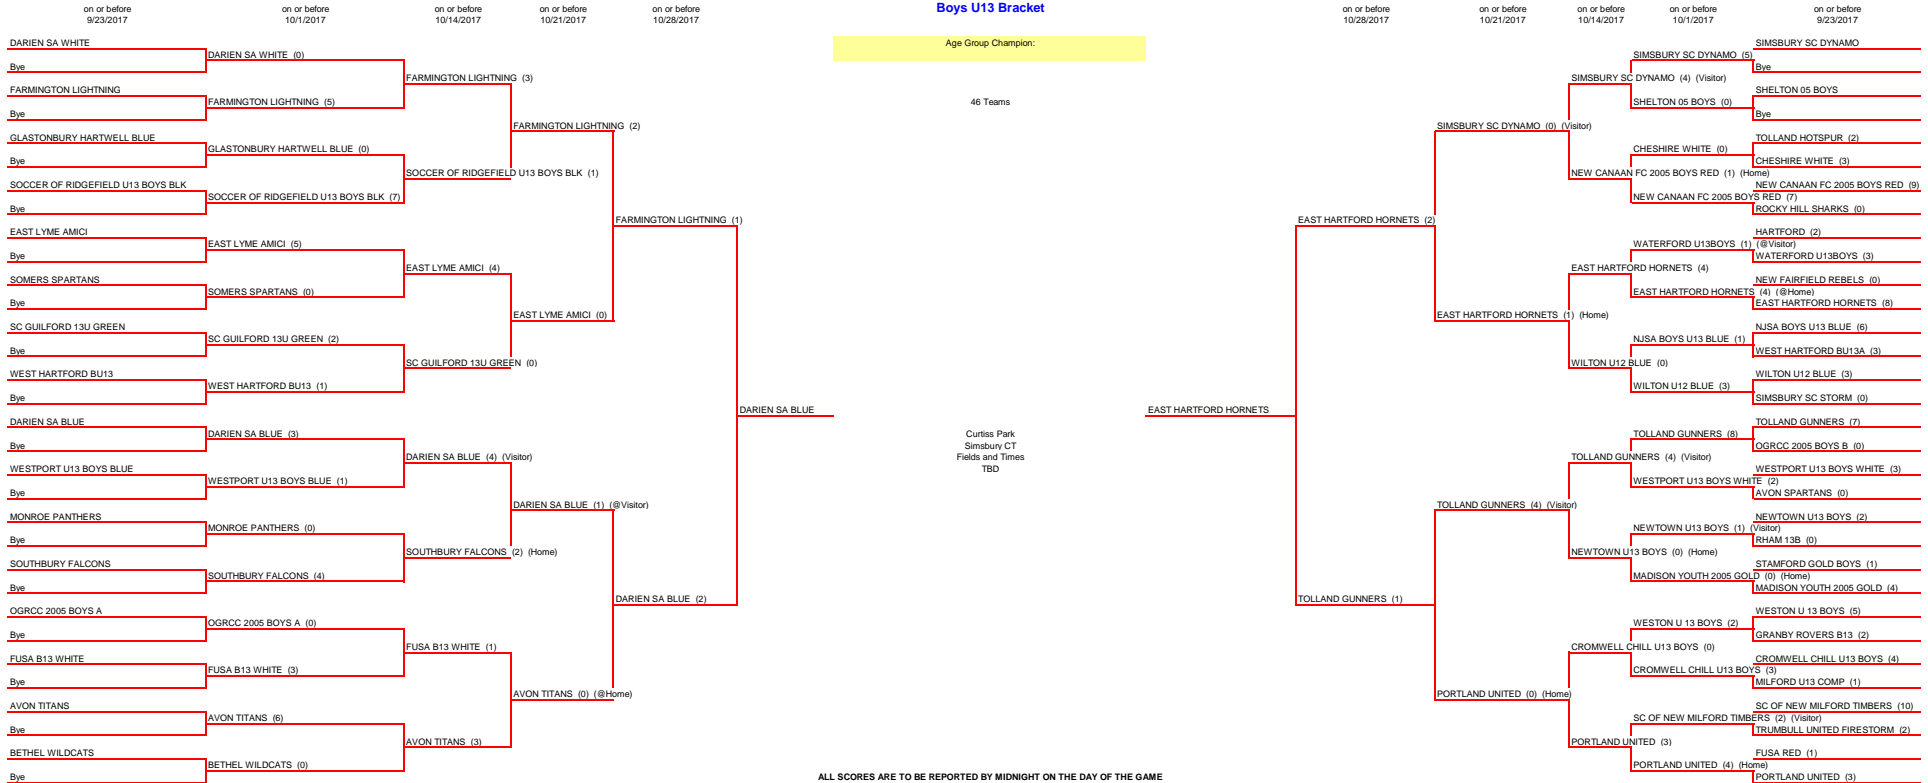 on or before
9/23/2017
on or before
10/1/2017
on or before
10/14/2017
on or before
10/21/2017
on or before
10/28/2017
Boys U13 Bracket
on or before
10/28/2017
on or before
10/21/2017
on or before
10/14/2017
on or before
10/1/2017
on or before
9/23/2017
DARIEN SA WHITE
Bye
FARMINGTON LIGHTNING
Bye
GLASTONBURY HARTWELL BLUE
Bye
SOCCER OF RIDGEFIELD U13 BOYS BLK
Bye
EAST LYME AMICI
Bye
SOMERS SPARTANS
Bye
SC GUILFORD 13U GREEN
Bye
WEST HARTFORD BU13
Bye
DARIEN SA BLUE
Bye
WESTPORT U13 BOYS BLUE
Bye
MONROE PANTHERS
Bye
SOUTHBURY FALCONS
Bye
OGRCC 2005 BOYS A
Bye
FUSA B13 WHITE
Bye
AVON TITANS
Bye
BETHEL WILDCATS
Bye
DARIEN SA WHITE (0)
FARMINGTON LIGHTNING (5)
GLASTONBURY HARTWELL BLUE (0)
SOCCER OF RIDGEFIELD U13 BOYS BLK (7)
EAST LYME AMICI (5)
SOMERS SPARTANS (0)
SC GUILFORD 13U GREEN (2)
WEST HARTFORD BU13 (1)
DARIEN SA BLUE (3)
WESTPORT U13 BOYS BLUE (1)
MONROE PANTHERS (0)
SOUTHBURY FALCONS (4)
OGRCC 2005 BOYS A (0)
FUSA B13 WHITE (3)
AVON TITANS (6)
BETHEL WILDCATS (0)
FARMINGTON LIGHTNING (3)
SOCCER OF RIDGEFIELD U13 BOYS BLK (1)
EAST LYME AMICI (4)
SC GUILFORD 13U GREEN (0)
DARIEN SA BLUE (4) (Visitor)
SOUTHBURY FALCONS (2) (Home)
FUSA B13 WHITE (1)
AVON TITANS (3)
FARMINGTON LIGHTNING (2)
EAST LYME AMICI (0)
DARIEN SA BLUE (1) (@Visitor)
AVON TITANS (0) (@Home)
FARMINGTON LIGHTNING (1)
DARIEN SA BLUE (2)
DARIEN SA BLUE
Age Group Champion:
46 Teams
Curtiss Park
Simsbury CT
Fields and Times
TBD
ALL SCORES ARE TO BE REPORTED BY MIDNIGHT ON THE DAY OF THE GAME
EAST HARTFORD HORNETS
EAST HARTFORD HORNETS (2)
TOLLAND GUNNERS (1)
SIMSBURY SC DYNAMO (0) (Visitor)
EAST HARTFORD HORNETS (1) (Home)
TOLLAND GUNNERS (4) (Visitor)
PORTLAND UNITED (0) (Home)
SIMSBURY SC DYNAMO (4) (Visitor)
NEW CANAAN FC 2005 BOYS RED (1) (Home)
EAST HARTFORD HORNETS (4)
WILTON U12 BLUE (0)
TOLLAND GUNNERS (4) (Visitor)
NEWTOWN U13 BOYS (0) (Home)
CROMWELL CHILL U13 BOYS (0)
PORTLAND UNITED (3)
SIMSBURY SC DYNAMO (5)
SHELTON 05 BOYS (0)
CHESHIRE WHITE (0)
NEW CANAAN FC 2005 BOYS RED (7)
WATERFORD U13BOYS (1) (@Visitor)
EAST HARTFORD HORNETS (4) (@Home)
NJSA BOYS U13 BLUE (1)
WILTON U12 BLUE (3)
TOLLAND GUNNERS (8)
WESTPORT U13 BOYS WHITE (2)
NEWTOWN U13 BOYS (1) (Visitor)
MADISON YOUTH 2005 GOLD (0) (Home)
WESTON U 13 BOYS (2)
CROMWELL CHILL U13 BOYS (3)
SC OF NEW MILFORD TIMBERS (2) (Visitor)
PORTLAND UNITED (4) (Home)
SIMSBURY SC DYNAMO
Bye
SHELTON 05 BOYS
Bye
TOLLAND HOTSPUR (2)
CHESHIRE WHITE (3)
NEW CANAAN FC 2005 BOYS RED (9)
ROCKY HILL SHARKS (0)
HARTFORD (2)
WATERFORD U13BOYS (3)
NEW FAIRFIELD REBELS (0)
EAST HARTFORD HORNETS (8)
NJSA BOYS U13 BLUE (6)
WEST HARTFORD BU13A (3)
WILTON U12 BLUE (3)
SIMSBURY SC STORM (0)
TOLLAND GUNNERS (7)
OGRCC 2005 BOYS B (0)
WESTPORT U13 BOYS WHITE (3)
AVON SPARTANS (0)
NEWTOWN U13 BOYS (2)
RHAM 13B (0)
STAMFORD GOLD BOYS (1)
MADISON YOUTH 2005 GOLD (4)
WESTON U 13 BOYS (5)
GRANBY ROVERS B13 (2)
CROMWELL CHILL U13 BOYS (4)
MILFORD U13 COMP (1)
SC OF NEW MILFORD TIMBERS (10)
TRUMBULL UNITED FIRESTORM (2)
FUSA RED (1)
PORTLAND UNITED (3)